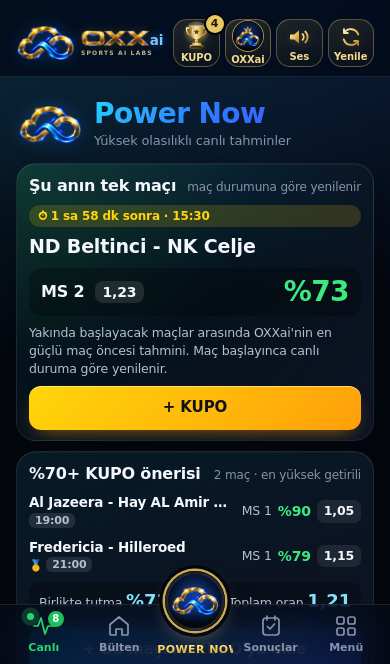 OXX ai
SPORTS AI LABS
4
KUPO
OXXai
Ses
Yenile
Power Now
Yüksek olasılıklı canlı tahminler
Şu anın tek maçı
maç durumuna göre yenilenir
⏱ 1 sa 58 dk sonra · 15:30
ND Beltinci - NK Celje
MS 2 1,23 %73
Yakında başlayacak maçlar arasında OXXai'nin en
güçlü maç öncesi tahmini. Maç başlayınca canlı
duruma göre yenilenir.
+ KUPO
%70+ KUPO önerisi
2 maç · en yüksek getirili
Al Jazeera - Hay AL Amir ...
MS 1 %90 1,05
19:00
Fredericia - Hilleroed
MS 1 %79 1,15
🥇 21:00
Birlikte tutma
Toplam oran 1,21
8
Canlı
Bülten
POWER NOW
Sonuçlar
Menü